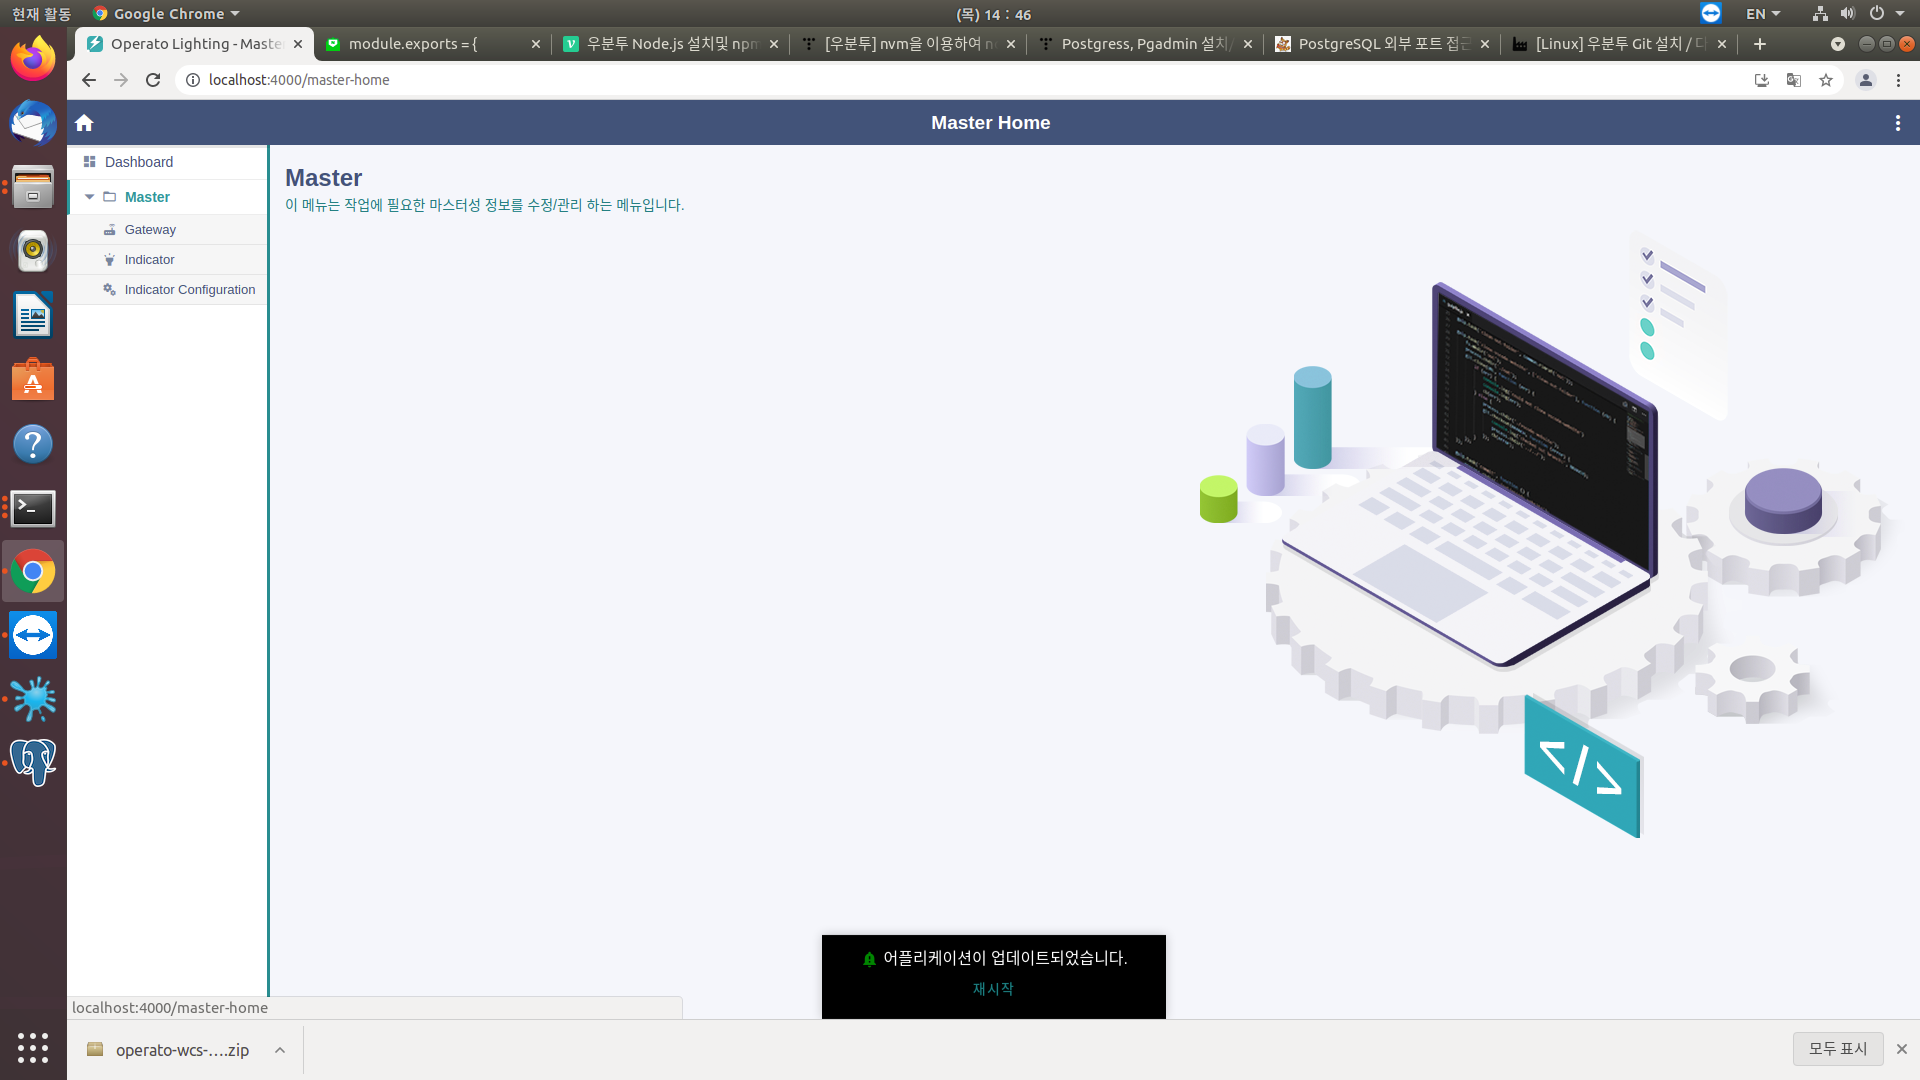 현재 활동
Google Chrome
(목) 14 : 46
EN
Operato Lighting - Master
module.exports = {
우분투 Node.js 설치및 npm
[우분투] nvm을 이용하여 n
Postgress, Pgadmin 설치/
PostgreSQL 외부 포트 접근
[Linux] 우분투 Git 설치 / 디
localhost:4000/master-home
Master Home
Dashboard
Master
Gateway
Indicator
Indicator Configuration
Master
이 메뉴는 작업에 필요한 마스터성 정보를 수정/관리 하는 메뉴입니다.
</>
어플리케이션이 업데이트되었습니다.
재시작
localhost:4000/master-home
operato-wcs-....zip
모두 표시